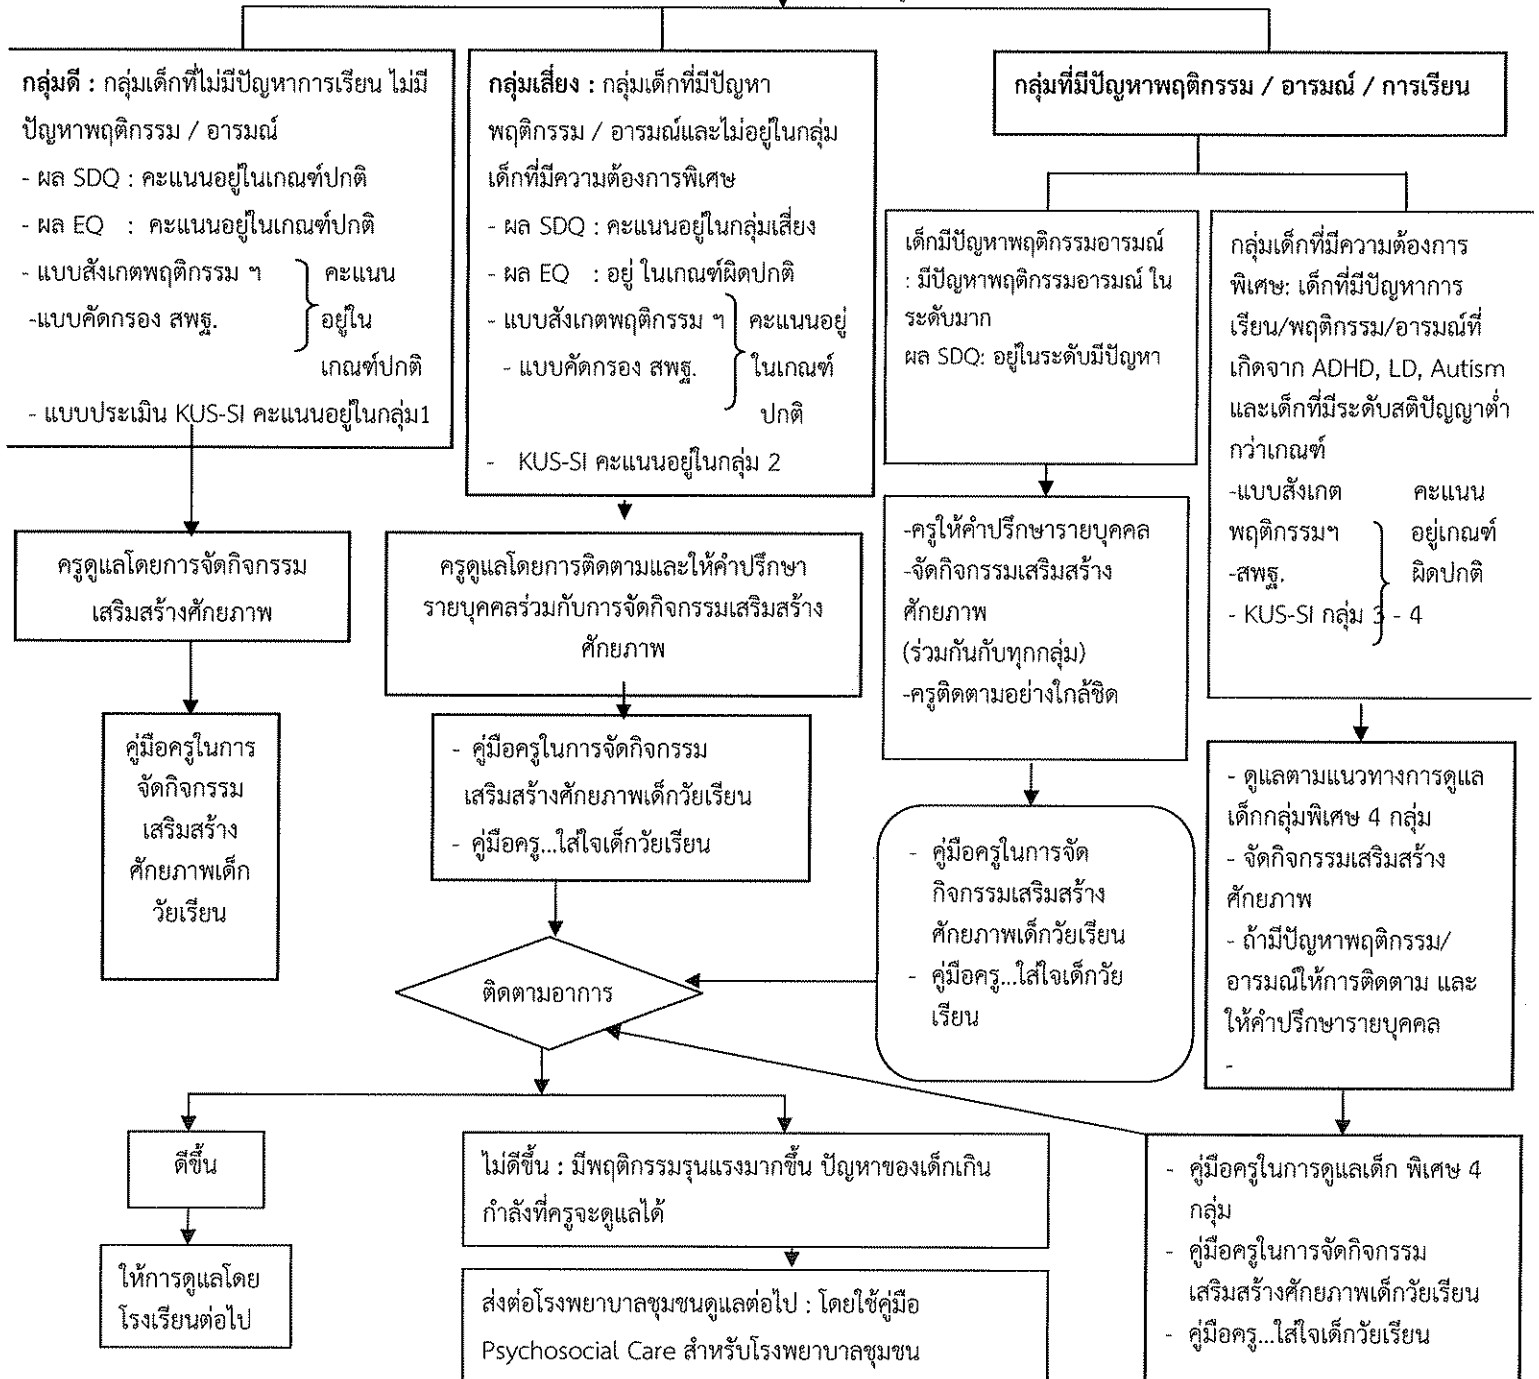 กลุ่มดี : กลุ่มเด็กที่ไม่มีปัญหาการเรียน ไม่มี
ปัญหาพฤติกรรม / อารมณ์
- ผล SDQ : คะแนนอยู่ในเกณฑ์ปกติ
- ผล EQ : คะแนนอยู่ในเกณฑ์ปกติ
- แบบสังเกตพฤติกรรม ฯ คะแนน
-แบบคัดกรอง สพฐ. อยู่ใน
เกณฑ์ปกติ
- แบบประเมิน KUS-SI คะแนนอยู่ในกลุ่ม1
ครูดูแลโดยการจัดกิจกรรม
เสริมสร้างศักยภาพ
คู่มือครูในการ
จัดกิจกรรม
เสริมสร้าง
ศักยภาพเด็ก
วัยเรียน
กลุ่มเสี่ยง : กลุ่มเด็กที่มีปัญหา
พฤติกรรม / อารมณ์และไม่อยู่ในกลุ่ม
เด็กที่มีความต้องการพิเศษ
- ผล SDQ : คะแนนอยู่ในกลุ่มเสี่ยง
- ผล EQ : อยู่ ในเกณฑ์ผิดปกติ
- แบบสังเกตพฤติกรรม ฯ คะแนนอยู่
- แบบคัดกรอง สพฐ. ในเกณฑ์
ปกติ
- KUS-SI คะแนนอยู่ในกลุ่ม 2
ครูดูแลโดยการติดตามและให้คำปรึกษา
รายบุคคลร่วมกับการจัดกิจกรรมเสริมสร้าง
ศักยภาพ
- คู่มือครูในการจัดกิจกรรม
เสริมสร้างศักยภาพเด็กวัยเรียน
- คู่มือครู...ใส่ใจเด็กวัยเรียน
กลุ่มที่มีปัญหาพฤติกรรม / อารมณ์ / การเรียน
เด็กมีปัญหาพฤติกรรมอารมณ์
: มีปัญหาพฤติกรรมอารมณ์ ใน
ระดับมาก
ผล SDQ: อยู่ในระดับมีปัญหา
-ครูให้คำปรึกษารายบุคคล
-จัดกิจกรรมเสริมสร้าง
ศักยภาพ
(ร่วมกันกับทุกกลุ่ม)
-ครูติดตามอย่างใกล้ชิด
- คู่มือครูในการจัด
กิจกรรมเสริมสร้าง
ศักยภาพเด็กวัยเรียน
- คู่มือครู...ใส่ใจเด็กวัย
เรียน
กลุ่มเด็กที่มีความต้องการ
พิเศษ: เด็กที่มีปัญหาการ
เรียน/พฤติกรรม/อารมณ์ที่
เกิดจาก ADHD, LD, Autism
และเด็กที่มีระดับสติปัญญาต่ำ
กว่าเกณฑ์
-แบบสังเกต คะแนน
พฤติกรรมฯ อยู่เกณฑ์
-สพฐ. ผิดปกติ
- KUS-SI กลุ่ม 3 - 4
- ดูแลตามแนวทางการดูแล
เด็กกลุ่มพิเศษ 4 กลุ่ม
- จัดกิจกรรมเสริมสร้าง
ศักยภาพ
- ถ้ามีปัญหาพฤติกรรม/
อารมณ์ให้การติดตาม และ
ให้คำปรึกษารายบุคคล
-
- คู่มือครูในการดูแลเด็ก พิเศษ 4
กลุ่ม
- คู่มือครูในการจัดกิจกรรม
เสริมสร้างศักยภาพเด็กวัยเรียน
- คู่มือครู...ใส่ใจเด็กวัยเรียน
ติดตามอาการ
ดีขึ้น
ให้การดูแลโดย
โรงเรียนต่อไป
ไม่ดีขึ้น : มีพฤติกรรมรุนแรงมากขึ้น ปัญหาของเด็กเกิน
กำลังที่ครูจะดูแลได้
ส่งต่อโรงพยาบาลชุมชนดูแลต่อไป : โดยใช้คู่มือ
Psychosocial Care สำหรับโรงพยาบาลชุมชน